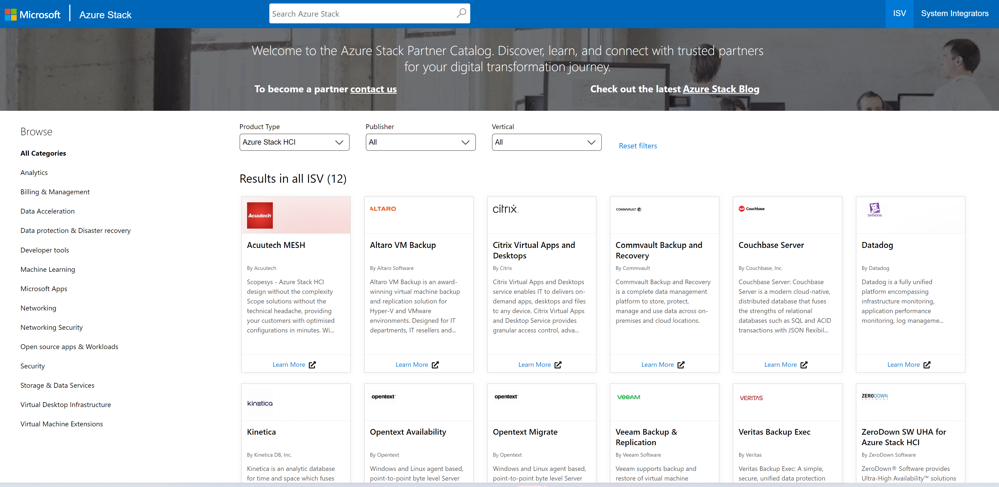 Microsoft
Azure Stack
Search Azure Stack
ISV
System Integrators
Welcome to the Azure Stack Partner Catalog. Discover, learn, and connect with trusted partners
for your digital transformation journey.
To become a partner contact us
Check out the latest Azure Stack Blog
Browse
All Categories
Analytics
Billing & Management
Data Acceleration
Data protection & Disaster recovery
Developer tools
Machine Learning
Microsoft Apps
Networking
Networking Security
Open source apps & Workloads
Security
Storage & Data Services
Virtual Desktop Infrastructure
Virtual Machine Extensions
Product Type
Azure Stack HCI
Publisher
All
Vertical
All
Reset filters
Results in all ISV (12)
Acuutech
Acuutech MESH
By Acuutech
Scopesys - Azure Stack HCI
design without the complexity
Scope solutions without the
technical headache, providing
your customers with optimised
configurations in minutes. Wi...
Learn More
ALTARO
Altaro VM Backup
By Altaro Software
Altaro VM Backup is an award-
winning virtual machine backup
and replication solution for
Hyper-V and VMware
environments. Designed for IT
departments, IT resellers and...
Learn More
citrix
Citrix Virtual Apps and
Desktops
By Citrix
Citrix Virtual Apps and Desktops
service enables IT to delivers on-
demand apps, desktops and files
to any device. Citrix Virtual Apps
and Desktop Service provides
granular access control, adva...
Learn More
COMMVAULT
Commvault Backup and
Recovery
By Commvault
Commvault Backup and Recovery
is a complete data management
platform to store, protect,
manage and use data across on-
premises and cloud locations.
Learn More
Couchbase
Couchbase Server
By Couchbase, Inc.
Couchbase Server: Couchbase
Server is a modern cloud-native,
distributed database that fuses
the strengths of relational
databases such as SQL and ACID
transactions with JSON flexibil...
Learn More
DATADOG
Datadog
By Datadog
Datadog is a fully unified
platform encompassing
infrastructure monitoring,
application performance
monitoring, log manageme...
Learn More
kinetica
Kinetica
By Kinetica DB, Inc.
Kinetica is an analytic database
for time and space which fuses
opentext™
Opentext Availability
By Opentext
Windows and Linux agent based,
point-to-point byte level Server
opentext™
Opentext Migrate
By Opentext
Windows and Linux agent based,
point-to-point byte level Server
veeAM
Veeam Backup &
Replication
By Veeam Software
Veeam supports backup and
restore of virtual machine
VERITAS
Veritas Backup Exec
By Veritas
Veritas Backup Exec: A simple,
secure, unified data protection
ZERODOWN
SOFTWARE
ZeroDown SW UHA for
Azure Stack HCI
By ZeroDown Software
ZeroDown® Software provides
Ultra-High Availability™ solutions